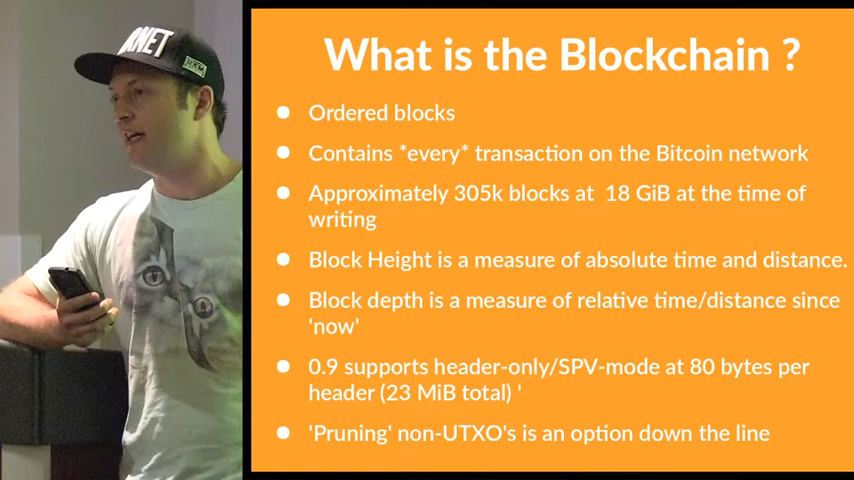 What is the Blockchain ?
Ordered blocks
Contains *every* transaction on the Bitcoin network
Approximately 305k blocks at 18 GiB at the time of
writing
Block Height is a measure of absolute time and distance.
Block depth is a measure of relative time/distance since
'now'
0.9 supports header-only/SPV-mode at 80 bytes per
header (23 MiB total) '
'Pruning' non-UTXO's is an option down the line